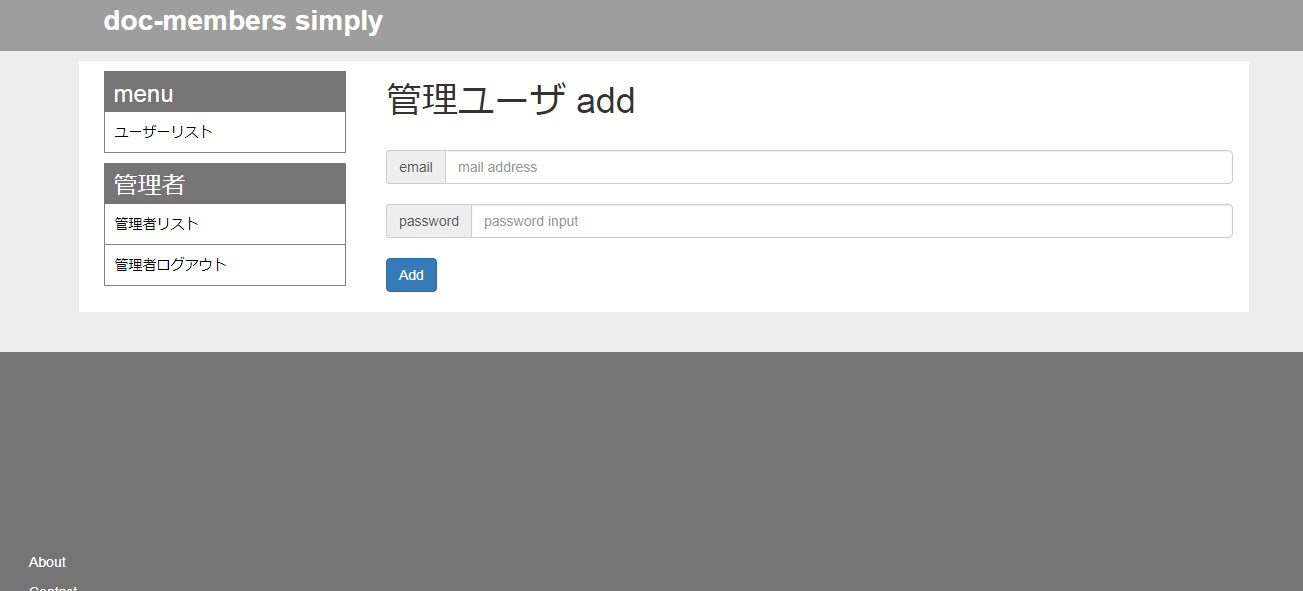 doc-members simply
menu
ユーザーリスト
管理者
管理者リスト
管理者ログアウト
管理ユーザ add
email mail address
password password input
Add
About
Contact